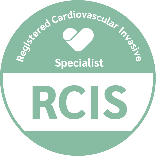 Registered Cardiovascular Invasive
Specialist
RCIS